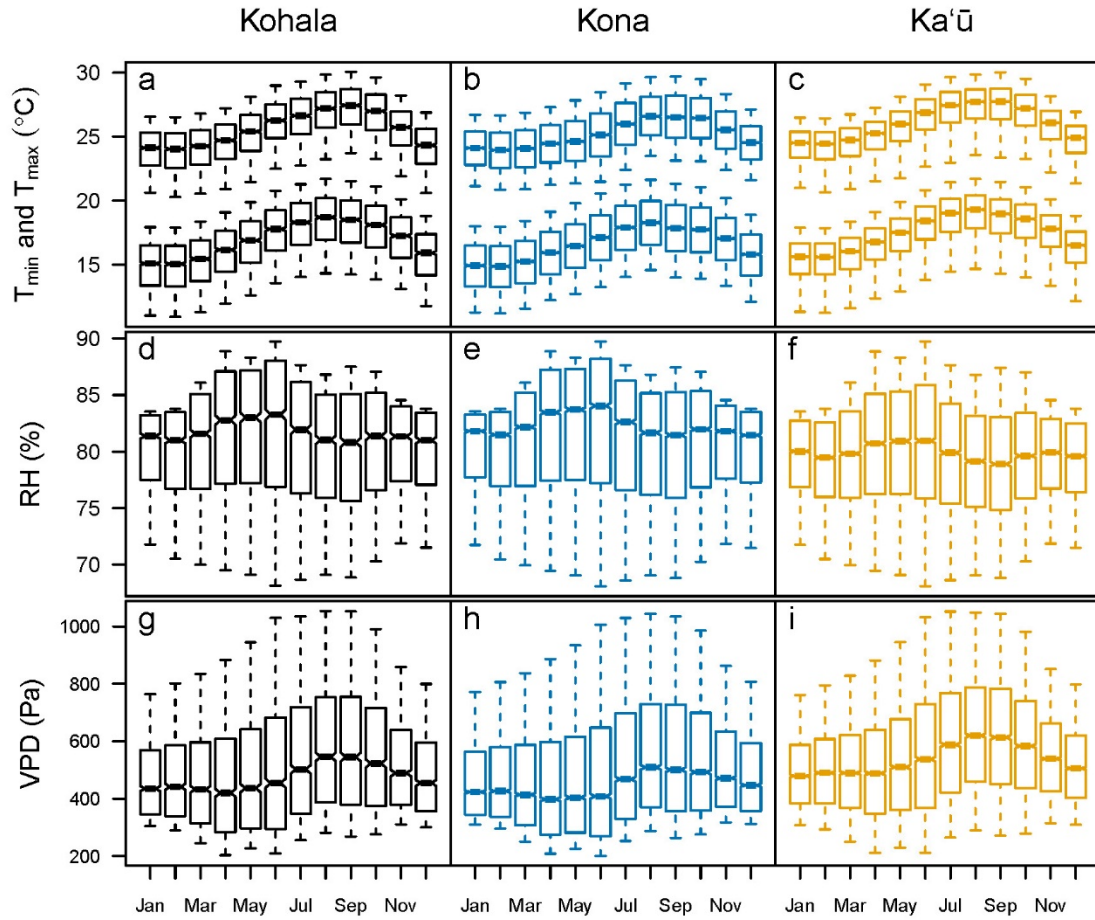 Kohala Kona Kaʻū
a b c
Tmin and Tmax (°C)
30
25
20
15
d e f
RH (%)
90
85
80
75
70
g h i
VPD (Pa)
1000
800
600
400
200
Jan Mar May Jul Sep Nov Jan Mar May Jul Sep Nov Jan Mar May Jul Sep Nov